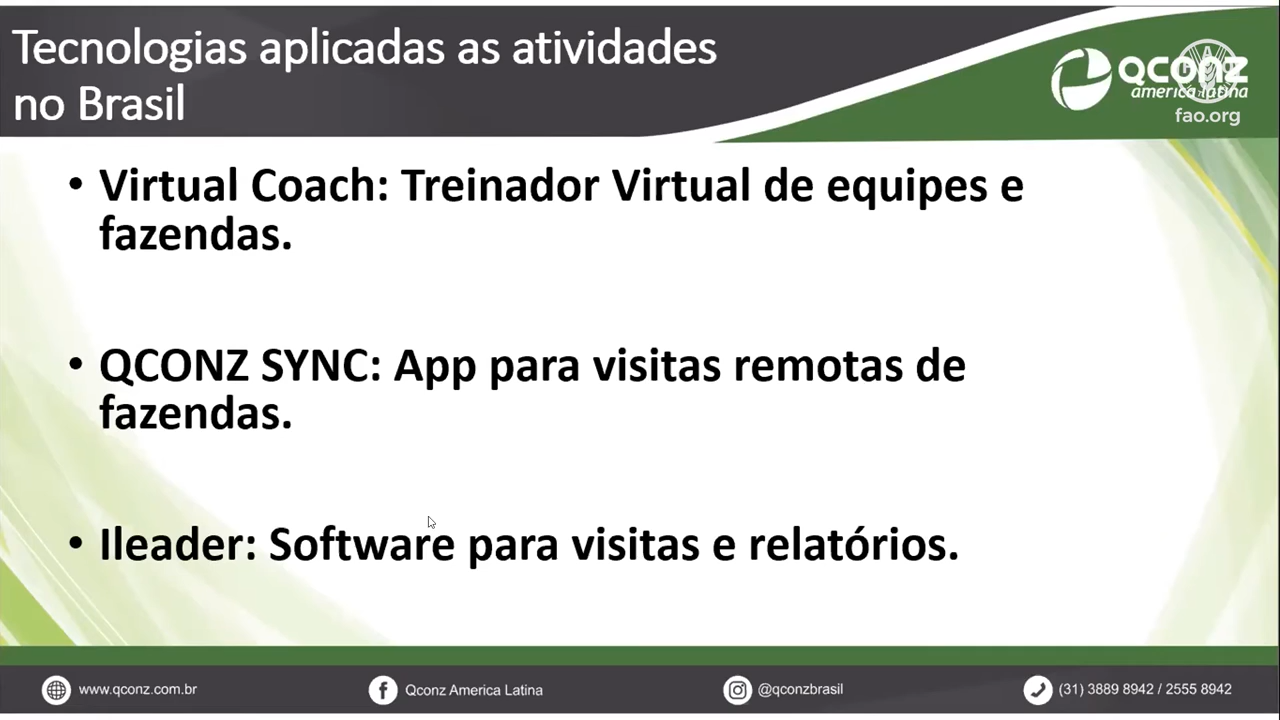 Tecnologias aplicadas as atividades
no Brasil
QCONZ
america latina
fao.org
• Virtual Coach: Treinador Virtual de equipes e
fazendas.
• QCONZ SYNC: App para visitas remotas de
fazendas.
• Ileader: Software para visitas e relatórios.
www.qconz.com.br
Qconz America Latina
@qconzbrasil
(31) 3889 8942 / 2555 8942